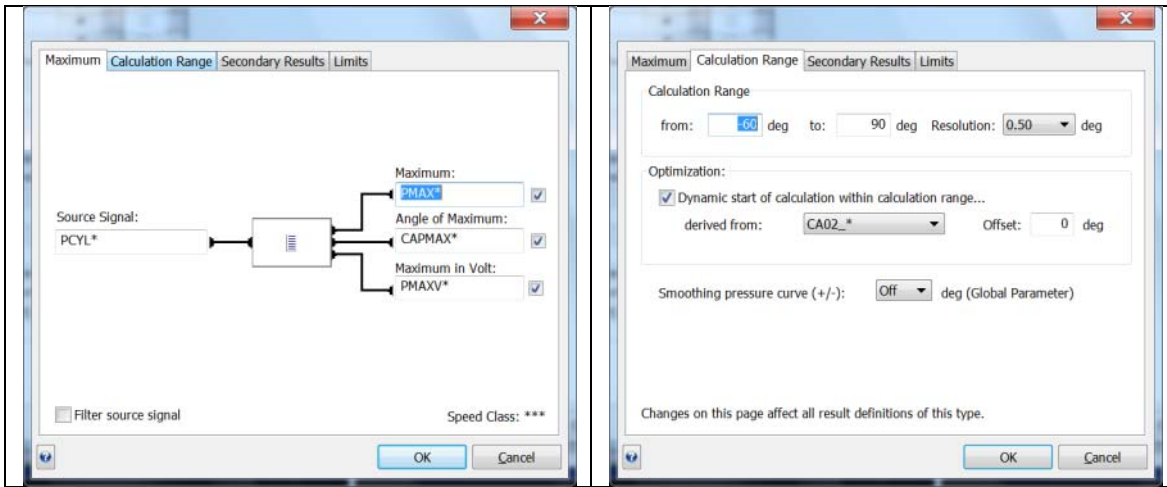 Maximum Calculation Range Secondary Results Limits
Maximum:
PMAX*
Source Signal:
PCYL*
Angle of Maximum:
CAPMAX*
Maximum in Volt:
PMAXV*
Filter source signal
Speed Class: ***
OK Cancel
Maximum Calculation Range Secondary Results Limits
Calculation Range
from: -60 deg to: 90 deg Resolution: 0.50 deg
Optimization:
Dynamic start of calculation within calculation range...
derived from: CA02_* Offset: 0 deg
Smoothing pressure curve (+/-): Off deg (Global Parameter)
Changes on this page affect all result definitions of this type.
OK Cancel